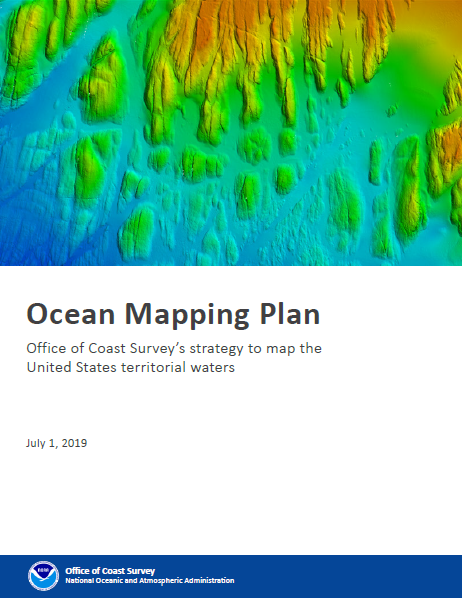 Ocean Mapping Plan
Office of Coast Survey's strategy to map the
United States territorial waters
July 1, 2019
NOAA
Office of Coast Survey
National Oceanic and Atmospheric Administration